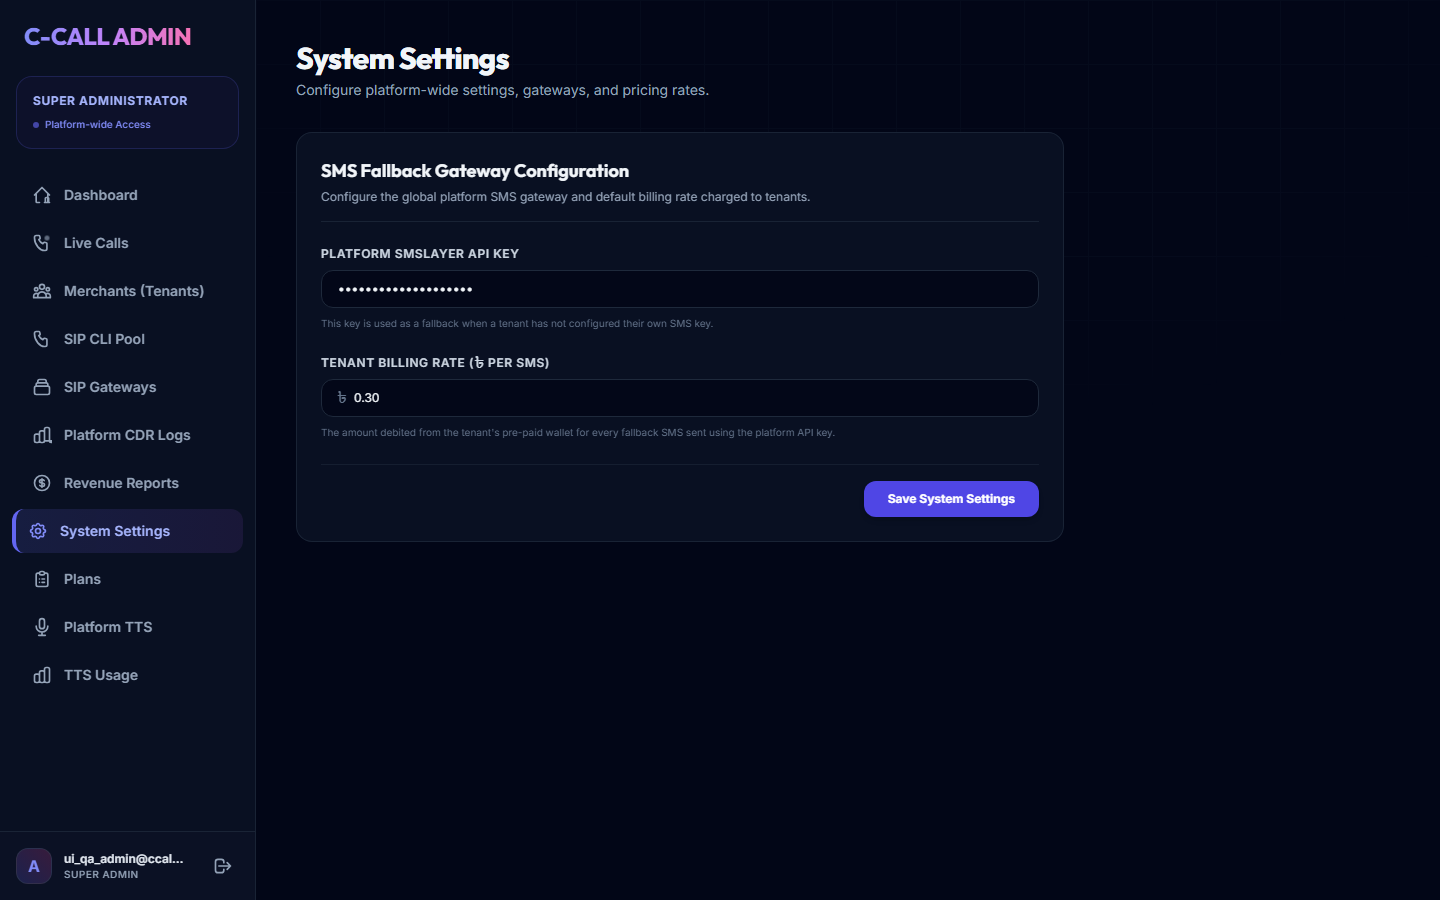 C-CALL ADMIN
SUPER ADMINISTRATOR
Platform-wide Access
Dashboard
Live Calls
Merchants (Tenants)
SIP CLI Pool
SIP Gateways
Platform CDR Logs
Revenue Reports
System Settings
Plans
Platform TTS
TTS Usage
A
ui_qa_admin@ccal...
SUPER ADMIN
System Settings
Configure platform-wide settings, gateways, and pricing rates.
SMS Fallback Gateway Configuration
Configure the global platform SMS gateway and default billing rate charged to tenants.
PLATFORM SMSLAYER API KEY
••••••••••••••••••••
This key is used as a fallback when a tenant has not configured their own SMS key.
TENANT BILLING RATE (৳ PER SMS)
৳ 0.30
The amount debited from the tenant's pre-paid wallet for every fallback SMS sent using the platform API key.
Save System Settings